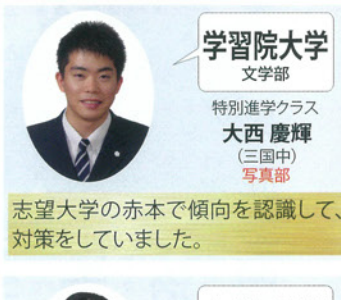 学習院大学
文学部
特別進学クラス
大西 慶輝
(三国中)
写真部
志望大学の赤本で傾向を認識して、
対策をしていました。